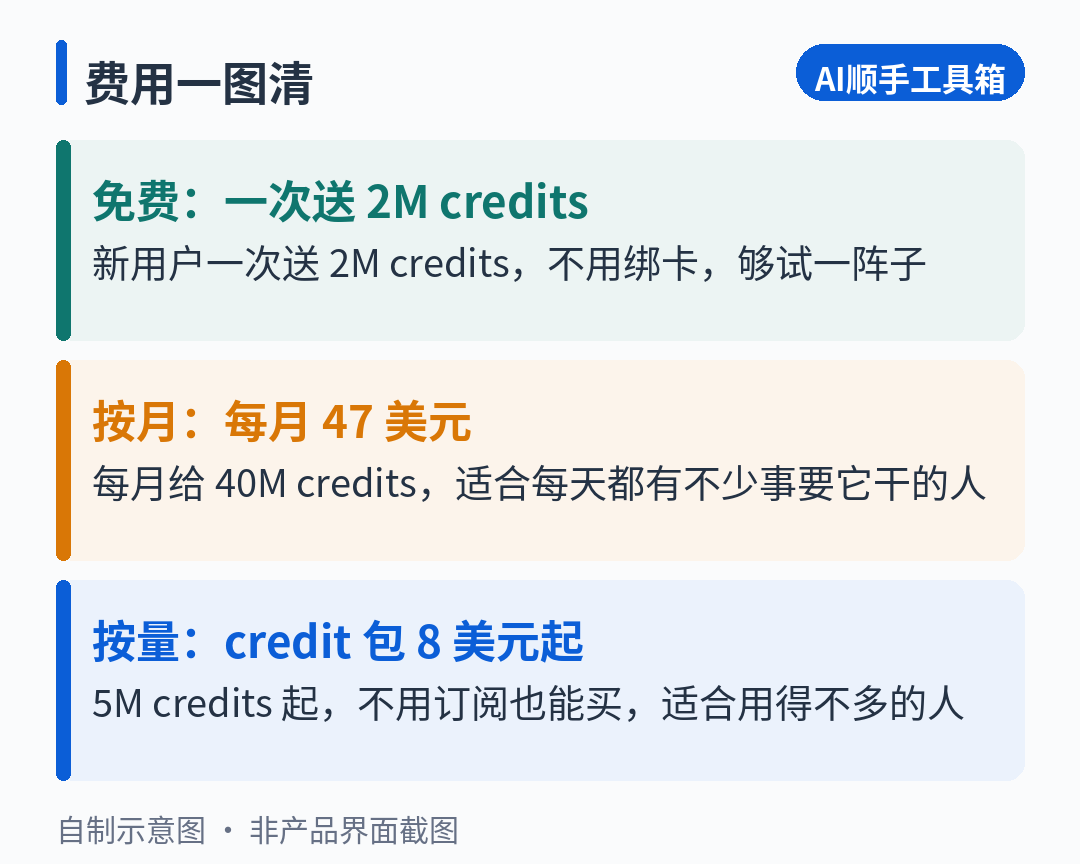 费用一图清
AI顺手工具箱
免费：一次送 2M credits
新用户一次送 2M credits，不用绑卡，够试一阵子
按月：每月 47 美元
每月给 40M credits，适合每天都有不少事要它干的人
按量：credit 包 8 美元起
5M credits 起，不用订阅也能买，适合用得不多的人
自制示意图 · 非产品界面截图